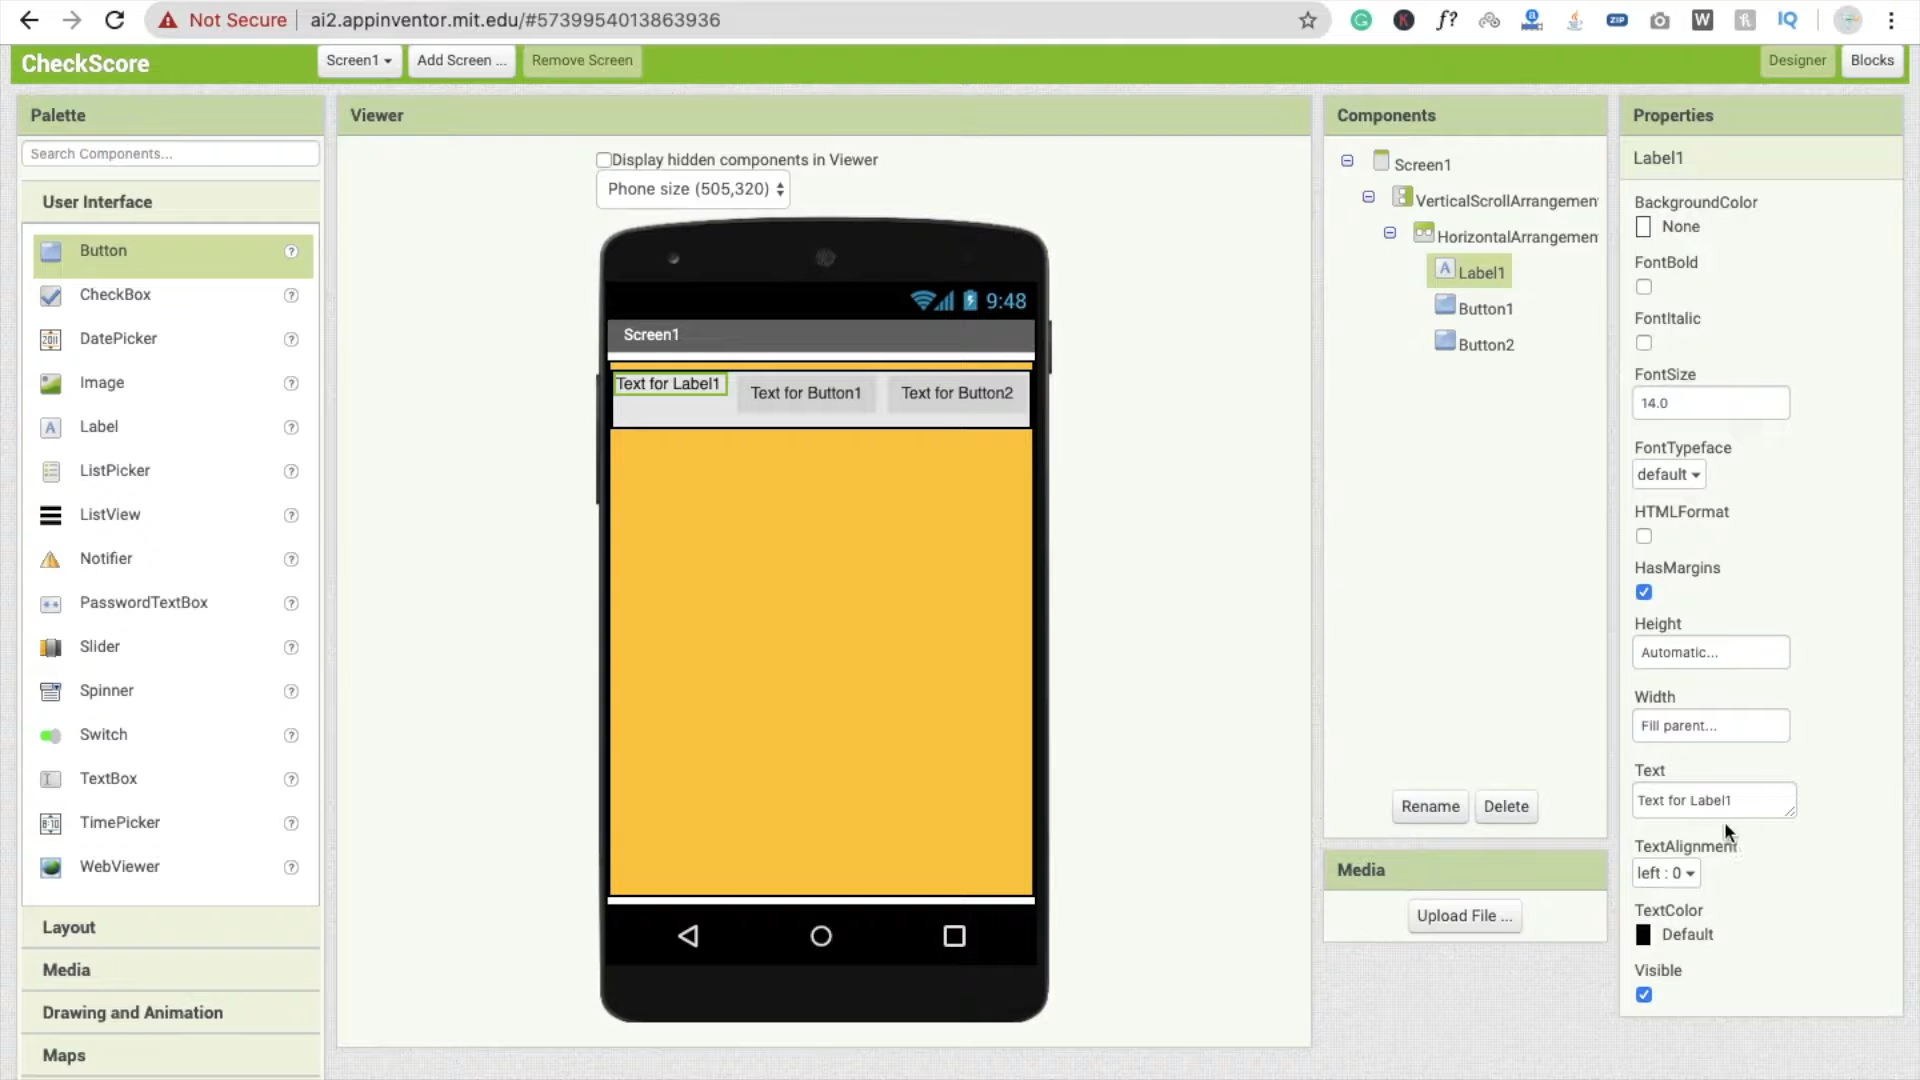 Not Secure | ai2.appinventor.mit.edu/#5739954013863936
ZIP
W
IQ
CheckScore
Screen1
Add Screen ...
Remove Screen
Designer
Blocks
Palette
Search Components...
User Interface
Button
CheckBox
DatePicker
Image
Label
ListPicker
ListView
Notifier
PasswordTextBox
Slider
Spinner
Switch
TextBox
TimePicker
WebViewer
Layout
Media
Drawing and Animation
Maps
Viewer
Display hidden components in Viewer
Phone size (505,320)
9:48
Screen1
Text for Label1
Text for Button1
Text for Button2
Components
Screen1
VerticalScrollArrangemen
HorizontalArrangemen
Label1
Button1
Button2
Rename
Delete
Media
Upload File ...
Properties
Label1
BackgroundColor
None
FontBold
FontItalic
FontSize
14.0
FontTypeface
default
HTMLFormat
HasMargins
Height
Automatic...
Width
Fill parent...
Text
Text for Label1
TextAlignment
left : 0
TextColor
Default
Visible